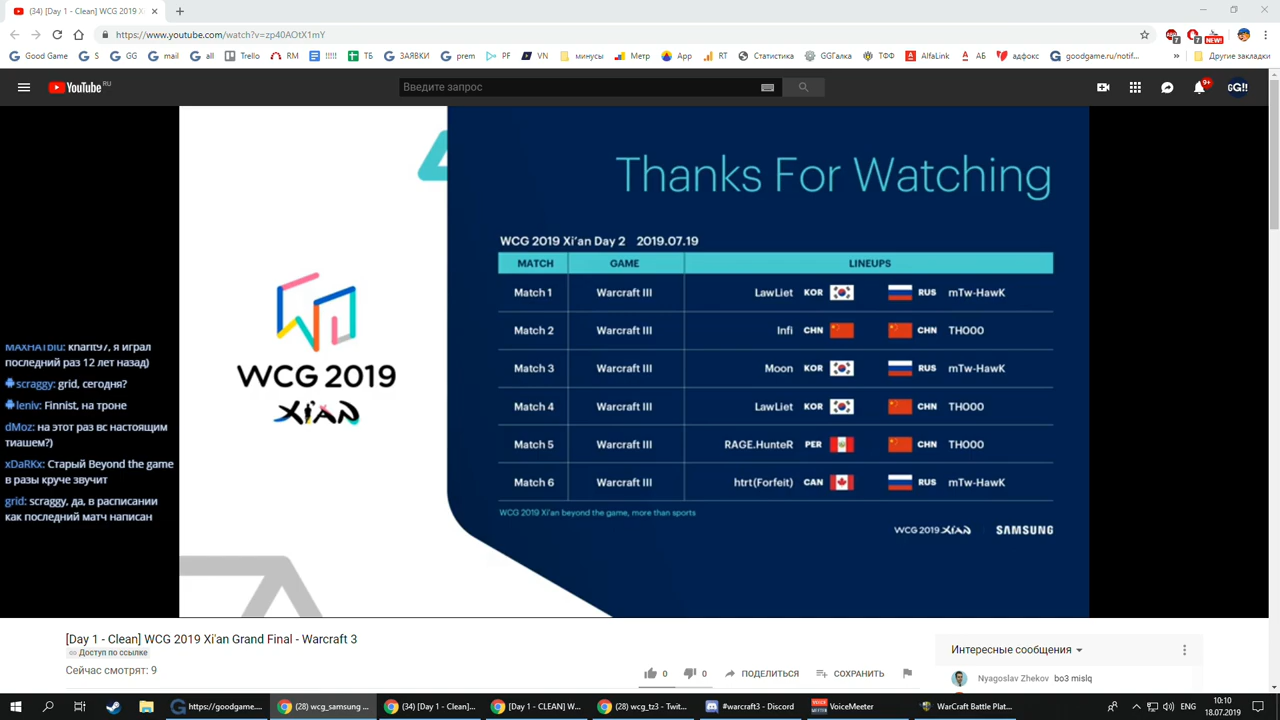 (34) [Day 1 - Clean] WCG 2019 Xi
https://www.youtube.com/watch?v=zp40AOtX1mY
7
7
NEW!
Good Game
S
GG
mail
all
Trello
RM
!!!!!
ТБ
ЗАЯВКИ
prem
PF
VN
минусы
Метр
App
RT
Статистика
GGГалка
ТФФ
AlfaLink
АБ
адфокс
goodgame.ru/notif...
»
Другие закладки
YouTube RU
Введите запрос
9+
GG!!
Thanks For Watching
WCG 2019 Xi'an Day 2 2019.07.19
MATCH GAME LINEUPS
Match 1 Warcraft III LawLiet KOR RUS mTw-HawK
Match 2 Warcraft III Infi CHN CHN TH000
Match 3 Warcraft III Moon KOR RUS mTw-HawK
Match 4 Warcraft III LawLiet KOR CHN TH000
Match 5 Warcraft III RAGE.HunteR PER CHN TH000
Match 6 Warcraft III htrt(Forfeit) CAN RUS mTw-HawK
WCG 2019 Xi'an beyond the game, more than sports
WCG 2019 XI'AN SAMSUNG
WCG 2019
XI'AN
я играл
последний раз 12 лет назад)
scraggy: grid, сегодня?
leniv: Finnist, на троне
dMoz: на этот раз вс настоящим
тиашем?)
xDaRKx: Старый Beyond the game
в разы круче звучит
grid: scraggy, да, в расписании
как последний матч написан
[Day 1 - Clean] WCG 2019 Xi'an Grand Final - Warcraft 3
Доступ по ссылке
Сейчас смотрят: 9
0
0
ПОДЕЛИТЬСЯ
СОХРАНИТЬ
Интересные сообщения
Nyagoslav Zhekov bo3 mislq
https://goodgame....
(28) wcg_samsung ...
(34) [Day 1 - Clean]...
(28) [Day 1 - CLEAN] W...
(28) wc3_tz3 - Twit...
#warcraft3 - Discord
VoiceMeeter
WarCraft Battle Plat...
ENG
10:10
18.07.2019